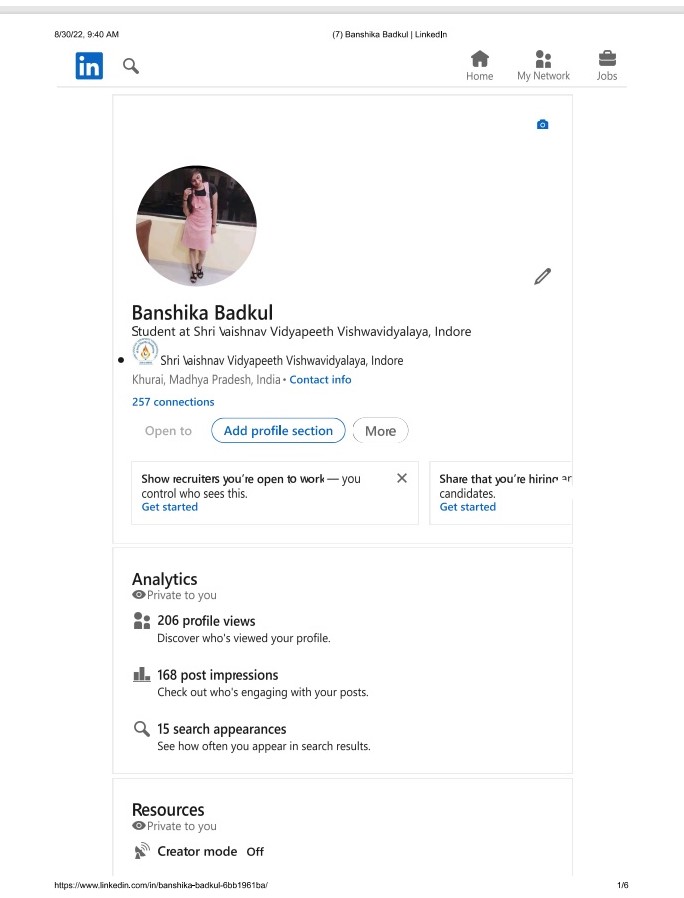 8/30/22, 9:40 AM (7) Banshika Badkul | LinkedIn
in
Home My Network Jobs
Banshika Badkul
Student at Shri Vaishnav Vidyapeeth Vishwavidyalaya, Indore
Shri Vaishnav Vidyapeeth Vishwavidyalaya, Indore
Khurai, Madhya Pradesh, India · Contact info
257 connections
Open to Add profile section More
Show recruiters you're open to work — you
control who sees this.
Get started
Share that you're hiring
candidates.
Get started
Analytics
Private to you
206 profile views
Discover who's viewed your profile.
168 post impressions
Check out who's engaging with your posts.
15 search appearances
See how often you appear in search results.
Resources
Private to you
Creator mode Off
https://www.linkedin.com/in/banshika-badkul-6bb1961ba/ 1/6